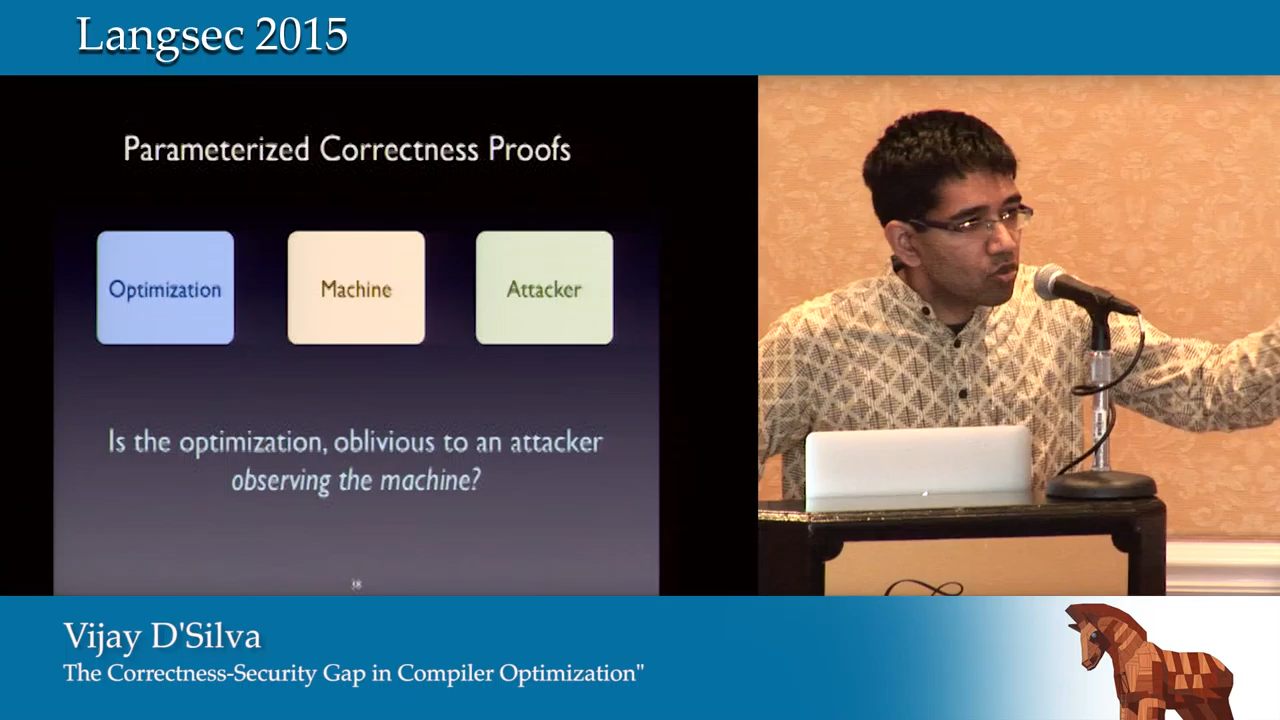 Langsec 2015
Parameterized Correctness Proofs
Optimization
Machine
Attacker
Is the optimization, oblivious to an attacker
observing the machine?
38
Vijay D'Silva
The Correctness-Security Gap in Compiler Optimization"